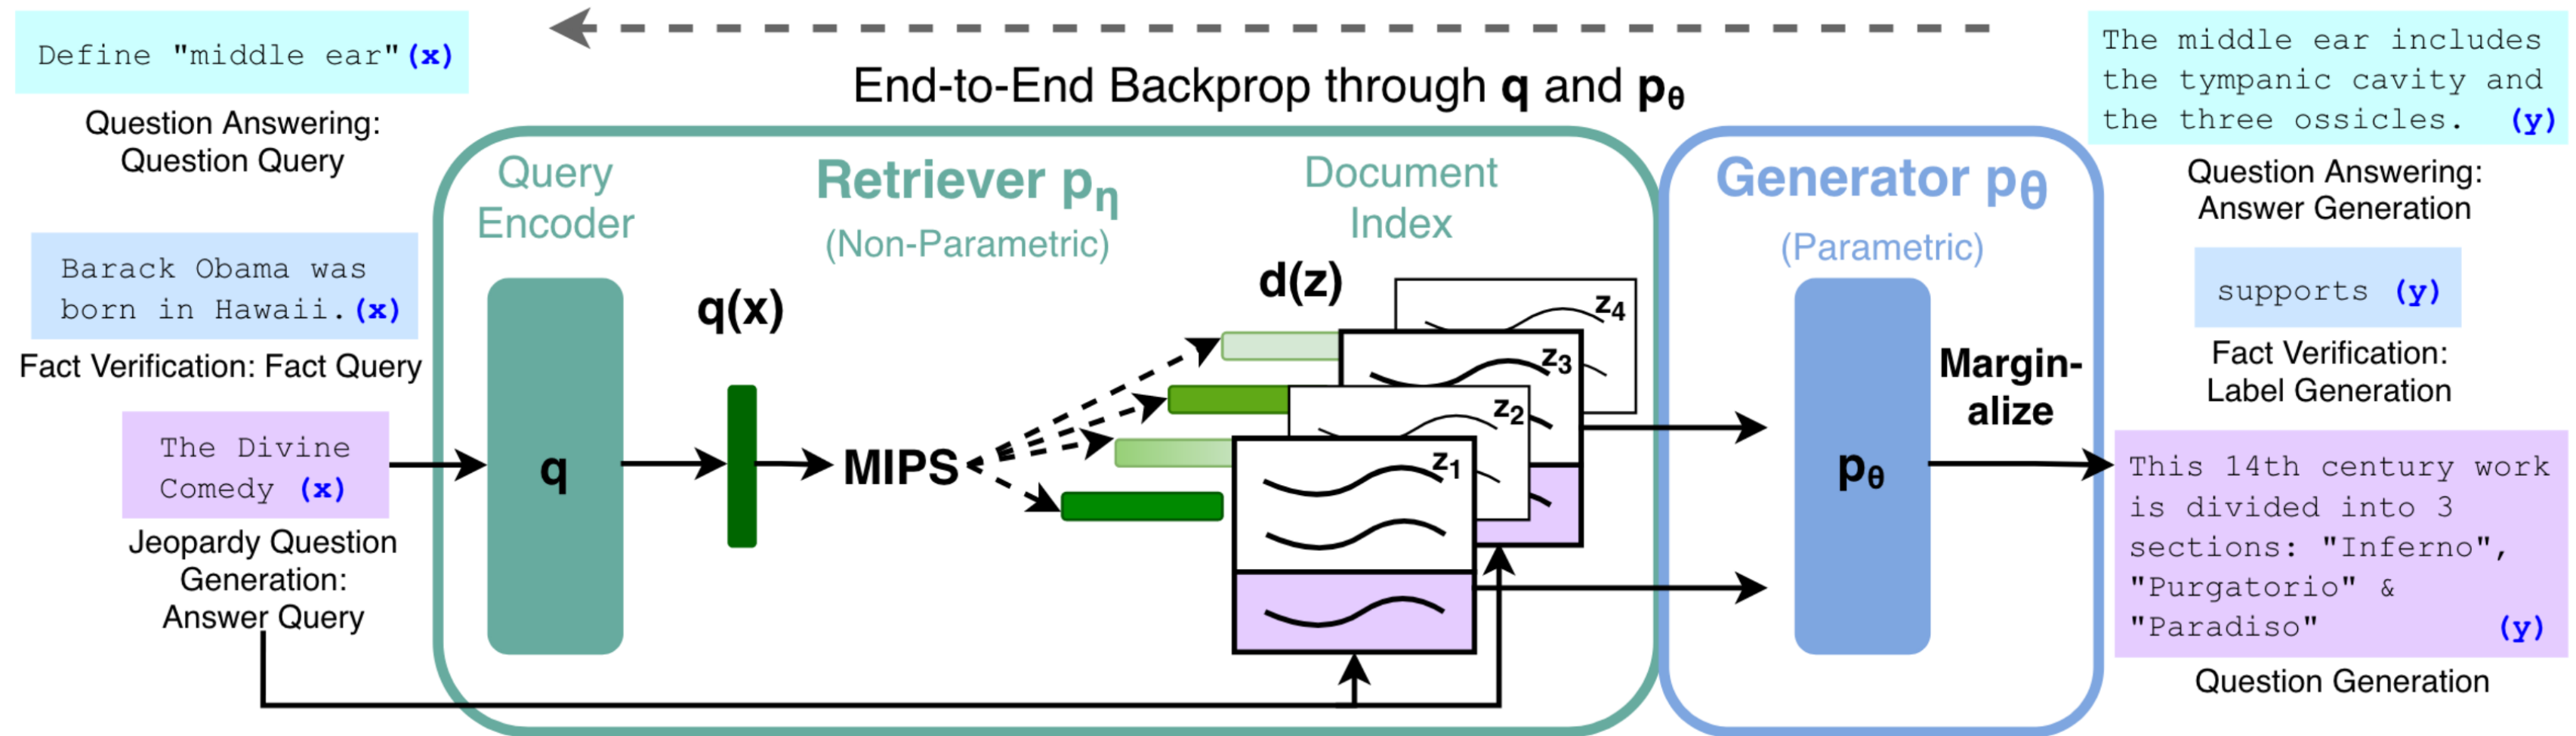 Define "middle ear" (x)
Question Answering:
Question Query
Barack Obama was
born in Hawaii. (x)
Fact Verification: Fact Query
The Divine
Comedy (x)
Jeopardy Question
Generation:
Answer Query
End-to-End Backprop through q and pθ
Query
Encoder
Retriever pη
(Non-Parametric)
Document
Index
q
q(x)
MIPS
d(z)
z4
z3
z2
z1
Generator pθ
(Parametric)
pθ
Margin-
alize
The middle ear includes
the tympanic cavity and
the three ossicles. (y)
Question Answering:
Answer Generation
supports (y)
Fact Verification:
Label Generation
This 14th century work
is divided into 3
sections: "Inferno",
"Purgatorio" &
"Paradiso" (y)
Question Generation